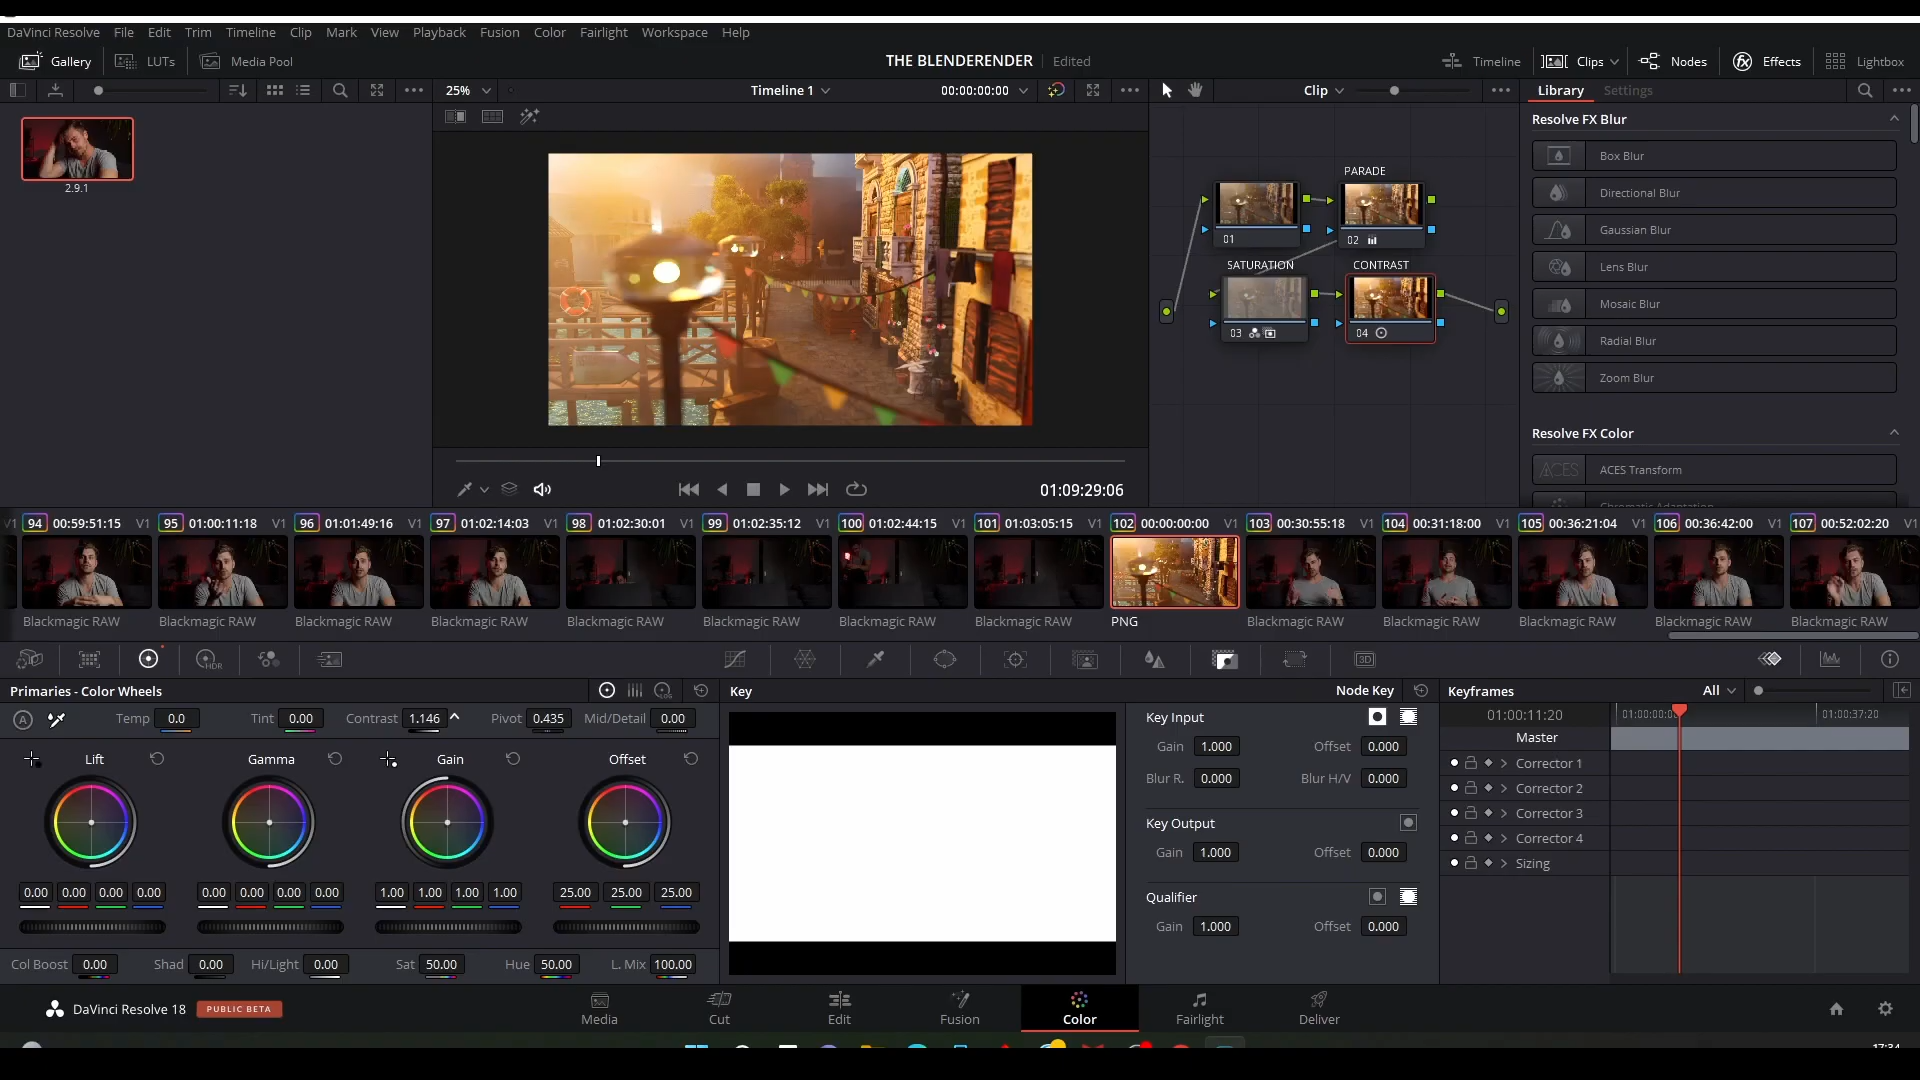 DaVinci Resolve File Edit Trim Timeline Clip Mark View Playback Fusion Color Fairlight Workspace Help
Gallery LUTs Media Pool THE BLENDERENDER Edited Timeline Clips Nodes Effects Lightbox
25% Timeline 1 00:00:00:00 Clip Library Settings
Resolve FX Blur
Box Blur
Directional Blur
Gaussian Blur
Lens Blur
Mosaic Blur
Radial Blur
Zoom Blur
Resolve FX Color
ACES ACES Transform
2.9.1
PARADE
01 02
SATURATION CONTRAST
03 04
01:09:29:06
94 00:59:51:15 V1 95 01:00:11:18 V1 96 01:01:49:16 V1 97 01:02:14:03 V1 98 01:02:30:01 V1 99 01:02:35:12 V1 100 01:02:44:15 V1 101 01:03:05:15 V1 102 00:00:00:00 V1 103 00:30:55:18 V1 104 00:31:18:00 V1 105 00:36:21:04 V1 106 00:36:42:00 V1 107 00:52:02:20 V1
Blackmagic RAW Blackmagic RAW Blackmagic RAW Blackmagic RAW Blackmagic RAW Blackmagic RAW Blackmagic RAW Blackmagic RAW PNG Blackmagic RAW Blackmagic RAW Blackmagic RAW Blackmagic RAW Blackmagic RAW
HDR 3D
Primaries - Color Wheels
A Temp 0.0 Tint 0.00 Contrast 1.146 Pivot 0.435 Mid/Detail 0.00
Lift Gamma Gain Offset
0.00 0.00 0.00 0.00 0.00 0.00 0.00 0.00 1.00 1.00 1.00 1.00 25.00 25.00 25.00
Col Boost 0.00 Shad 0.00 Hi/Light 0.00 Sat 50.00 Hue 50.00 L. Mix 100.00
Key Node Key
Key Input
Gain 1.000 Offset 0.000
Blur R. 0.000 Blur H/V 0.000
Key Output
Gain 1.000 Offset 0.000
Qualifier
Gain 1.000 Offset 0.000
Keyframes All
01:00:11:20 01:00:00:00 01:00:37:20
Master
Corrector 1
Corrector 2
Corrector 3
Corrector 4
Sizing
DaVinci Resolve 18 PUBLIC BETA
Media Cut Edit Fusion Color Fairlight Deliver